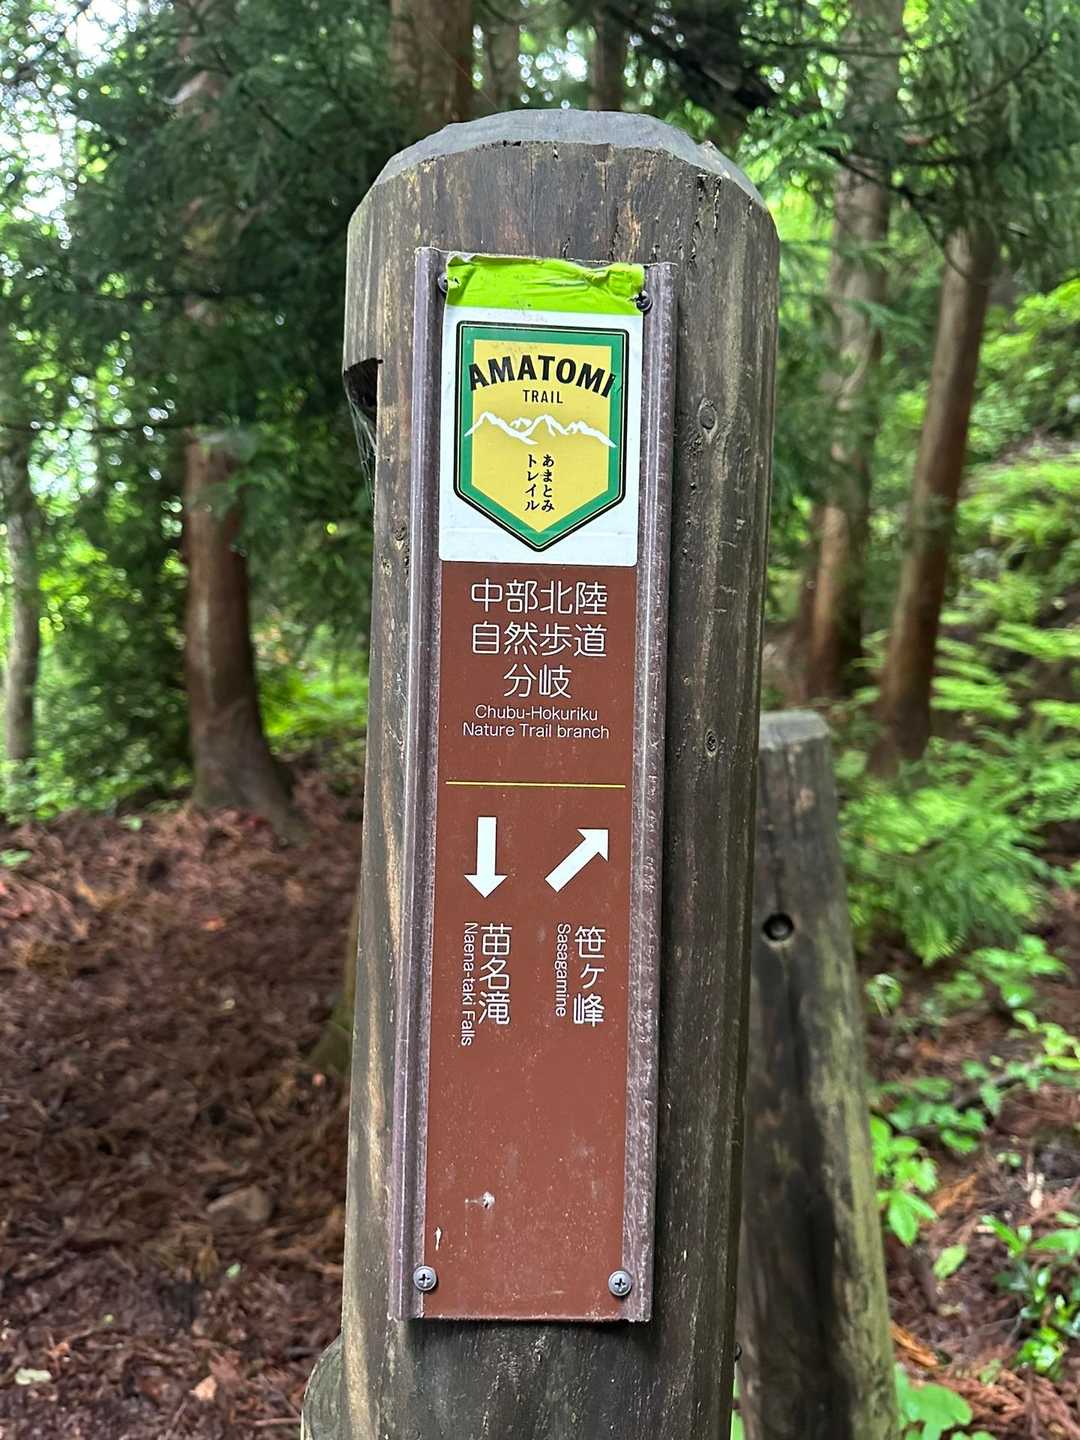 AMATOMI
TRAIL
あまとみ
トレイル
中部北陸
自然歩道
分岐
Chubu-Hokuriku
Nature Trail branch
苗名滝
Naena-taki Falls
笹ヶ峰
Sasagamine